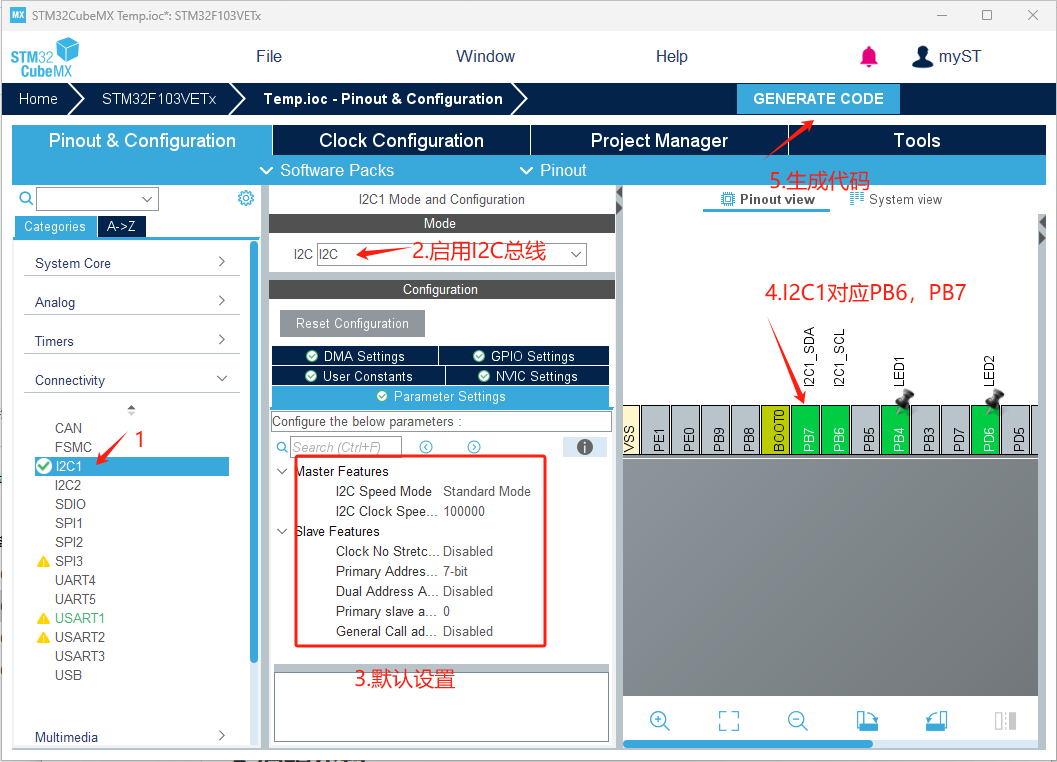 STM32CubeMX Temp.ioc*: STM32F103VETx
STM32
CubeMX
File
Window
Help
myST
Home
STM32F103VETx
Temp.ioc - Pinout & Configuration
GENERATE CODE
Pinout & Configuration
Clock Configuration
Project Manager
Tools
Software Packs
Pinout
5.生成代码
Categories
A->Z
System Core
Analog
Timers
Connectivity
CAN
FSMC
1
I2C1
I2C2
SDIO
SPI1
SPI2
SPI3
UART4
UART5
USART1
USART2
USART3
USB
Multimedia
I2C1 Mode and Configuration
Mode
I2C I2C
2.启用I2C总线
Configuration
Reset Configuration
DMA Settings
GPIO Settings
User Constants
NVIC Settings
Parameter Settings
Configure the below parameters :
Search (Ctrl+F)
Master Features
I2C Speed Mode Standard Mode
I2C Clock Spee... 100000
Slave Features
Clock No Stretc... Disabled
Primary Addres... 7-bit
Dual Address A... Disabled
Primary slave a... 0
General Call ad... Disabled
3.默认设置
Pinout view
System view
4.I2C1对应PB6，PB7
I2C1_SDA
I2C1_SCL
LED1
LED2
VSS
PE1
PE0
PB9
PB8
BOOT0
PB7
PB6
PB5
PB4
PB3
PD7
PD6
PD5